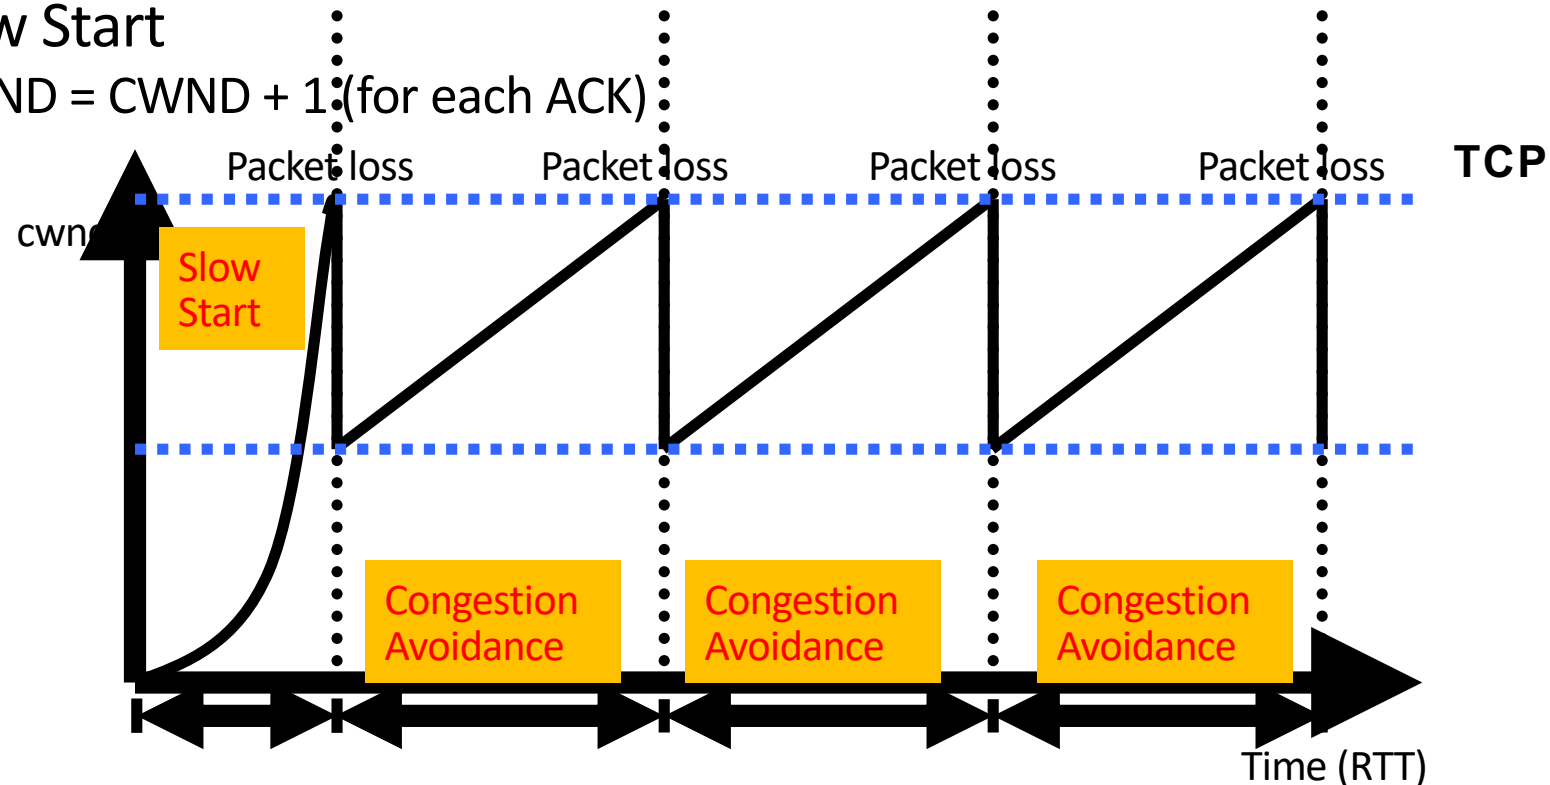 w Start
ND = CWND + 1 (for each ACK)
Packet loss Packet loss Packet loss Packet loss TCP
cwnd
Slow
Start
Congestion
Avoidance
Congestion
Avoidance
Congestion
Avoidance
Time (RTT)